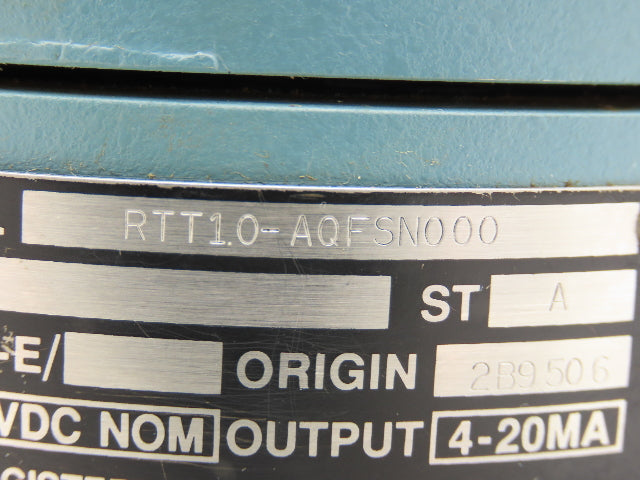 RTT10-AQFSN000
ST A
-E/ ORIGIN 2B9506
VDC NOM OUTPUT 4-20MA